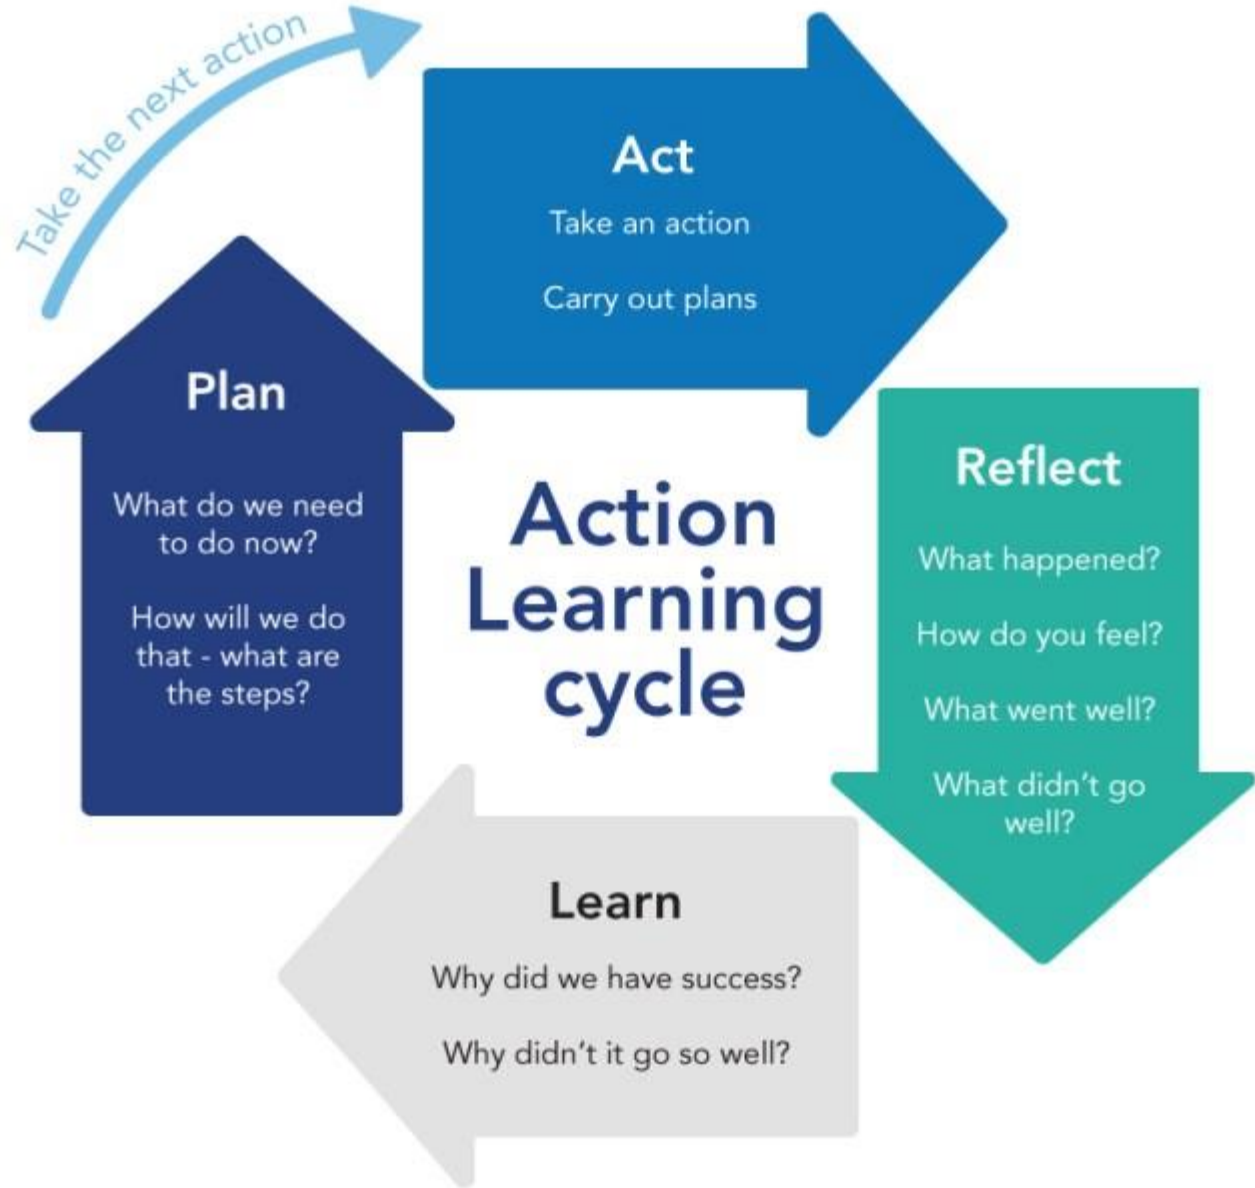 Take the next action
Act
Take an action
Carry out plans
Plan
What do we need
to do now?
How will we do
that - what are
the steps?
Action
Learning
cycle
Reflect
What happened?
How do you feel?
What went well?
What didn't go
well?
Learn
Why did we have success?
Why didn't it go so well?